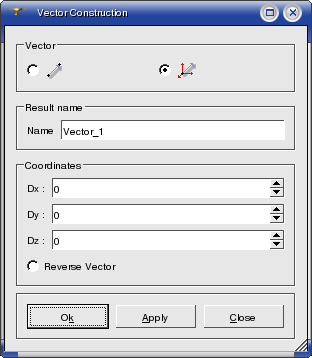 Vector Construction
Vector
Result name
Name Vector_1
Coordinates
Dx : 0
Dy : 0
Dz : 0
Reverse Vector
Ok Apply Close